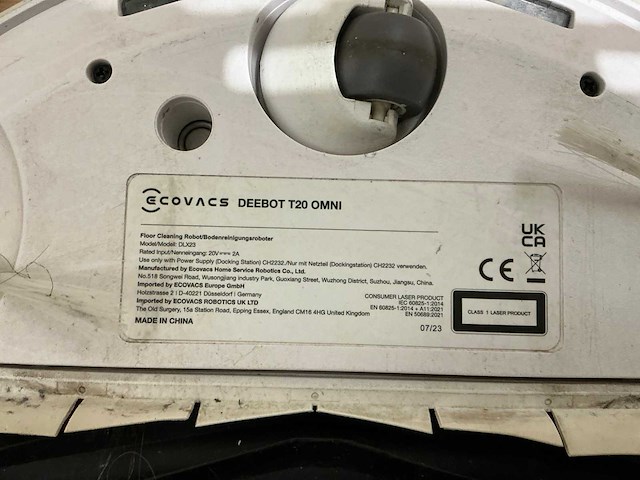 ECOVACS DEEBOT T20 OMNI
Floor Cleaning Robot/Bodenreinigungsroboter
Model/Modell: DLX23
Rated Input/Nenneingang: 20V⎓ 2A
Use only with Power Supply (Docking Station) CH2232./Nur mit Netzteil (Dockingstation) CH2232 verwenden.
Manufactured by Ecovacs Home Service Robotics Co., Ltd.
No.518 Songwei Road, Wusongjiang Industry Park, Guoxiang Street, Wuzhong District, Suzhou, Jiangsu, China.
Imported by ECOVACS Europe GmbH
Holzstrasse 2 I D-40221 Düsseldorf I Germany
Imported by ECOVACS ROBOTICS UK LTD
The Old Surgery, 15a Station Road, Epping Essex, England CM16 4HG United Kingdom
MADE IN CHINA
CONSUMER LASER PRODUCT
IEC 60825-1:2014
EN 60825-1:2014 + A11:2021
EN 50689:2021
07/23
UK
CA
CE
CLASS 1 LASER PRODUCT